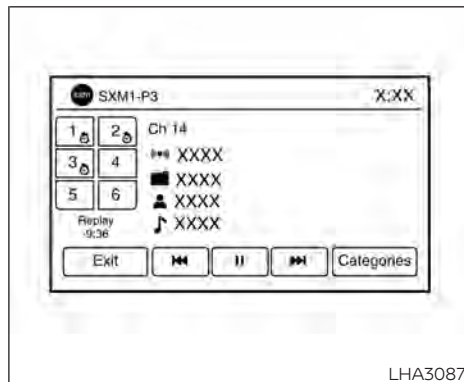 sxm SXM1-P3 X:XX
1 2 Ch 14
XXXX
3 4
XXXX
5 6 XXXX
Replay XXXX
-9:36
Exit Categories
LHA3087